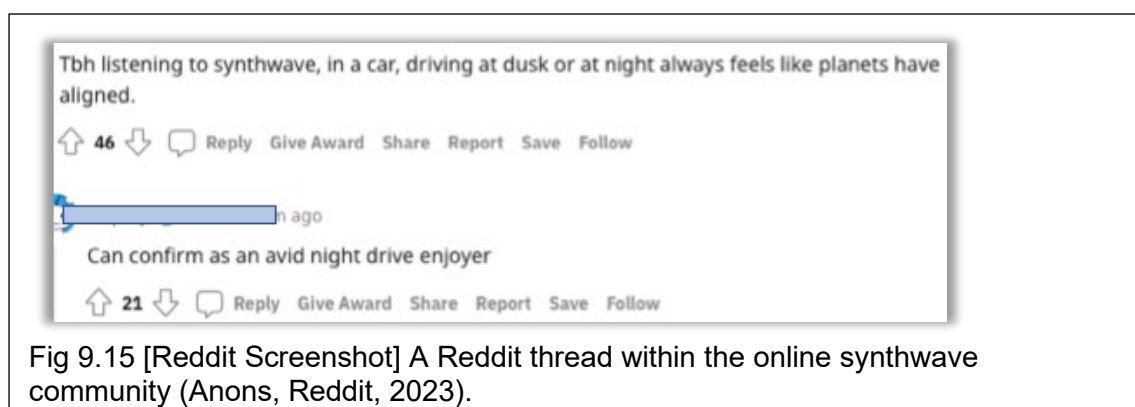 Tbh listening to synthwave, in a car, driving at dusk or at night always feels like planets have
aligned.
46 Reply Give Award Share Report Save Follow
ago
Can confirm as an avid night drive enjoyer
21 Reply Give Award Share Report Save Follow
Fig 9.15 [Reddit Screenshot] A Reddit thread within the online synthwave
community (Anons, Reddit, 2023).